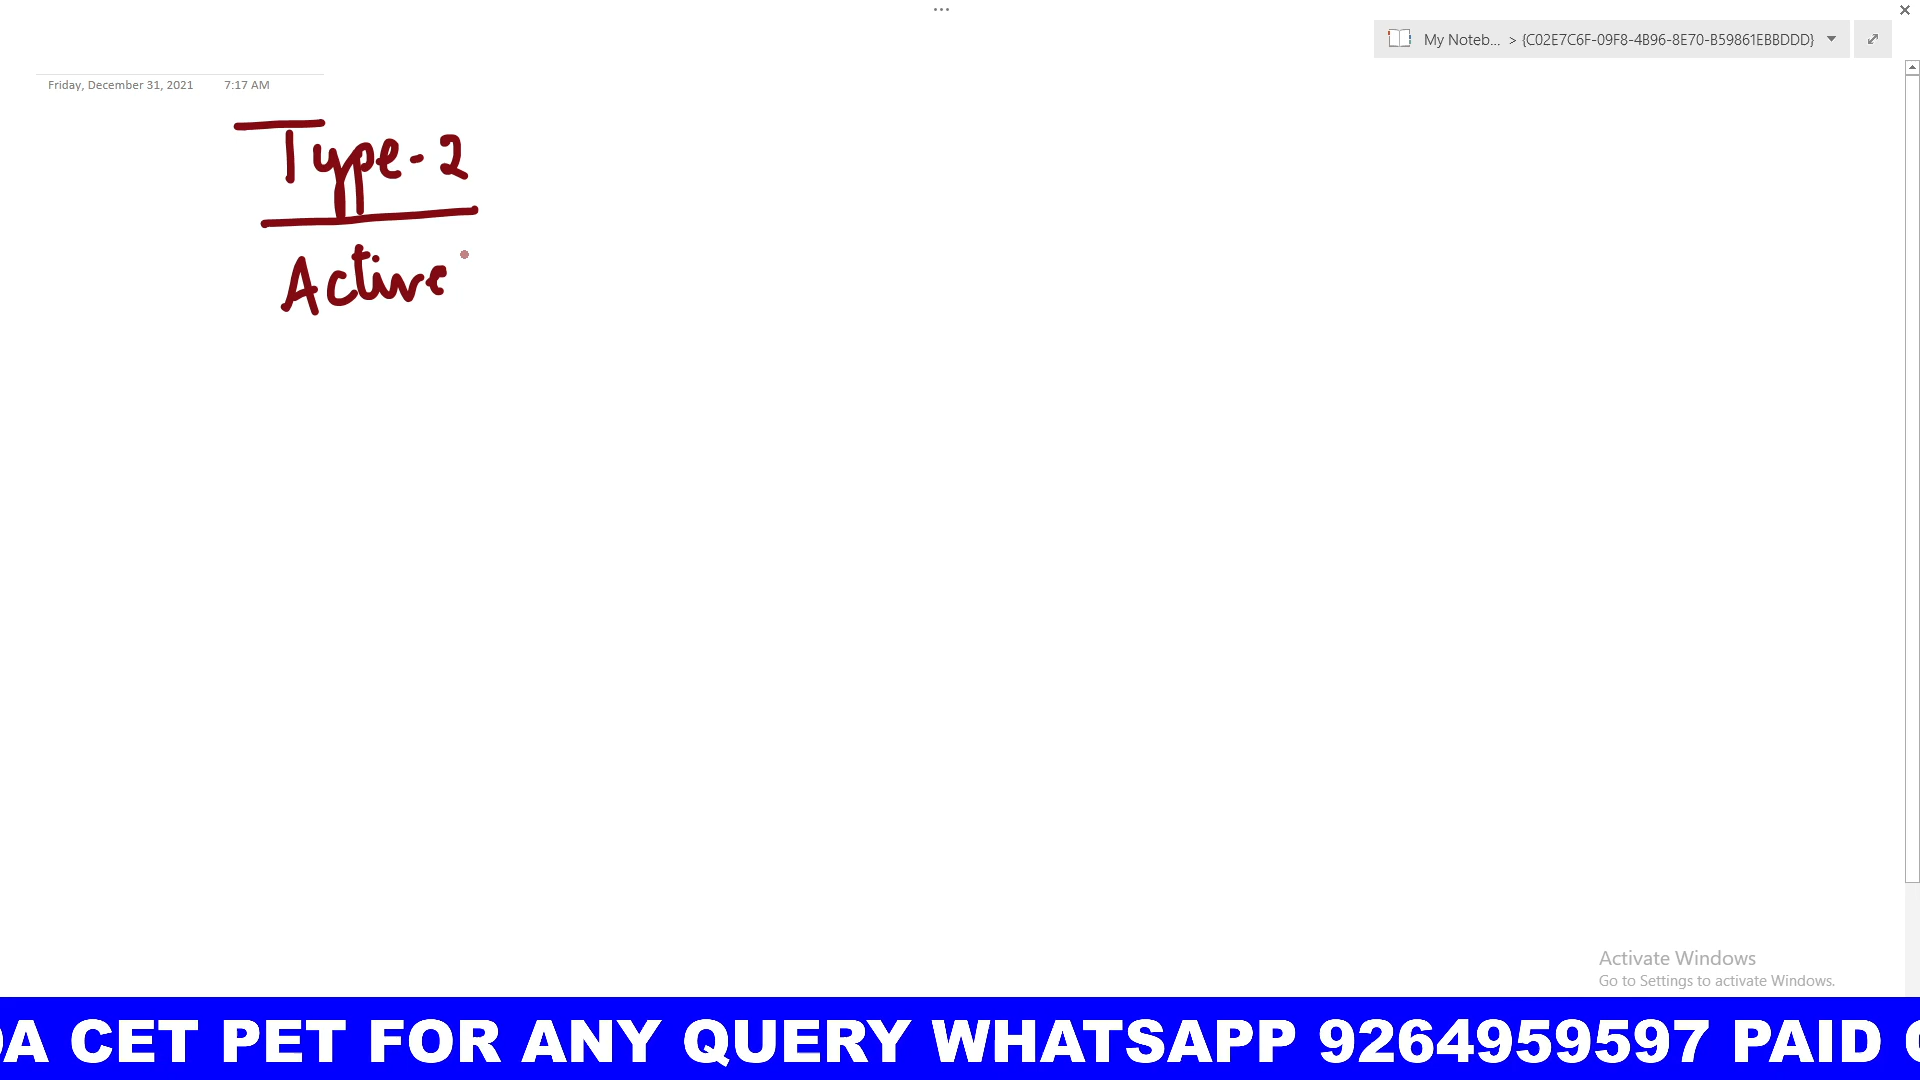 My Noteb... > {C02E7C6F-09F8-4B96-8E70-B59861EBBDDD}
Friday, December 31, 2021 7:17 AM
Type-2
Active
Activate Windows
Go to Settings to activate Windows.
DA CET PET FOR ANY QUERY WHATSAPP 9264959597 PAID